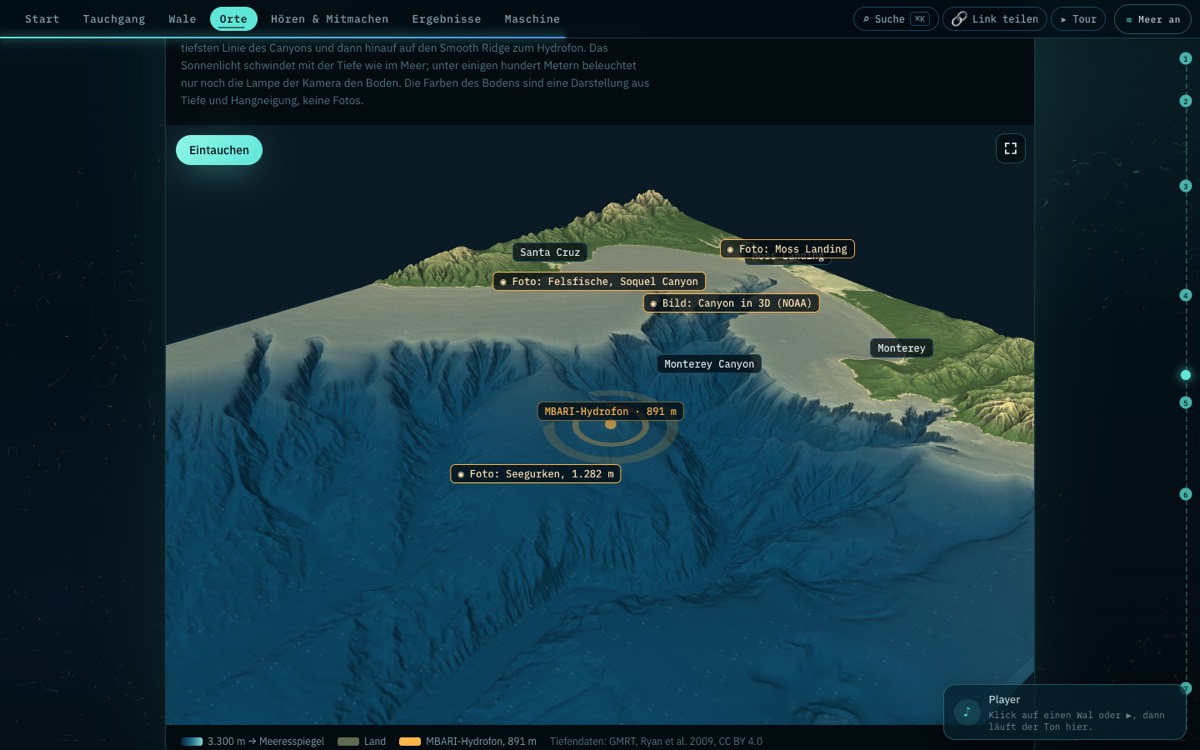 Start Tauchgang Wale Orte Hören & Mitmachen Ergebnisse Maschine
Suche ⌘K Link teilen Tour Meer an
tiefsten Linie des Canyons und dann hinauf auf den Smooth Ridge zum Hydrofon. Das
Sonnenlicht schwindet mit der Tiefe wie im Meer; unter einigen hundert Metern beleuchtet
nur noch die Lampe der Kamera den Boden. Die Farben des Bodens sind eine Darstellung aus
Tiefe und Hangneigung, keine Fotos.
Eintauchen
Foto: Moss Landing
Santa Cruz
Moss Landing
Foto: Felsfische, Soquel Canyon
Bild: Canyon in 3D (NOAA)
Monterey
Monterey Canyon
MBARI-Hydrofon · 891 m
Foto: Seegurken, 1.282 m
1
2
3
4
5
6
7
Player
Klick auf einen Wal oder ▶, dann
läuft der Ton hier.
3.300 m → Meeresspiegel Land MBARI-Hydrofon, 891 m Tiefendaten: GMRT, Ryan et al. 2009, CC BY 4.0